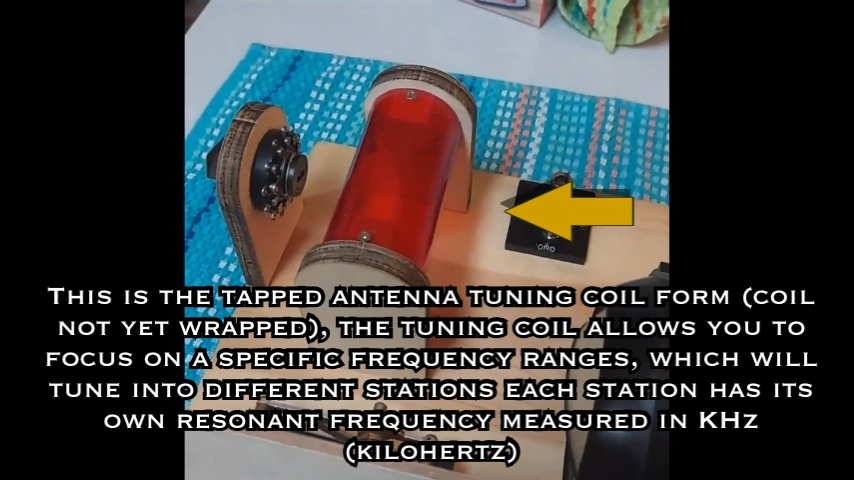 GND.
This is the tapped antenna tuning coil form (coil
not yet wrapped), the tuning coil allows you to
focus on a specific frequency ranges, which will
tune into different stations each station has its
own resonant frequency measured in KHz
(kilohertz)